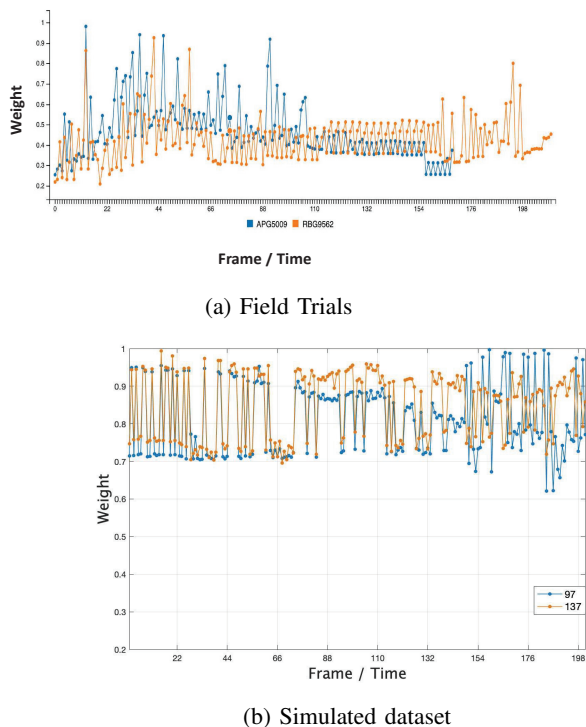 Weight
1
0.9
0.8
0.7
0.6
0.5
0.4
0.3
0.2
0 22 44 66 88 110 132 154 176 198
APG5009 RBG9562
Frame / Time
(a) Field Trials
Weight
1
0.9
0.8
0.7
0.6
0.5
0.4
0.3
0.2
22 44 66 88 110 132 154 176 198
97
137
Frame / Time
(b) Simulated dataset